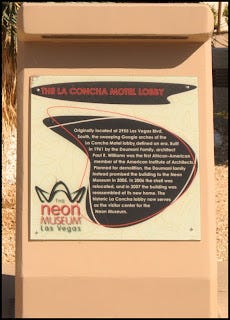 THE LA CONCHA MOTEL LOBBY
Originally located at 2955 Las Vegas Blvd.
South, the sweeping Googie arches of the
La Concha Motel lobby, defined an era. Built
in 1961 by the Doumani Family, architect
Paul R. Williams was the first African-American
member of the American Institute of Architects.
Planned for demolition, the Doumani family
instead promised the building to the Neon
Museum in 2005. In 2006 the shell was
relocated, and in 2007 the building was
reassembled at its new home. The
historic La Concha lobby now serves
as the visitor center for the
Neon Museum.
THE
neon
MUSEUM
Las Vegas